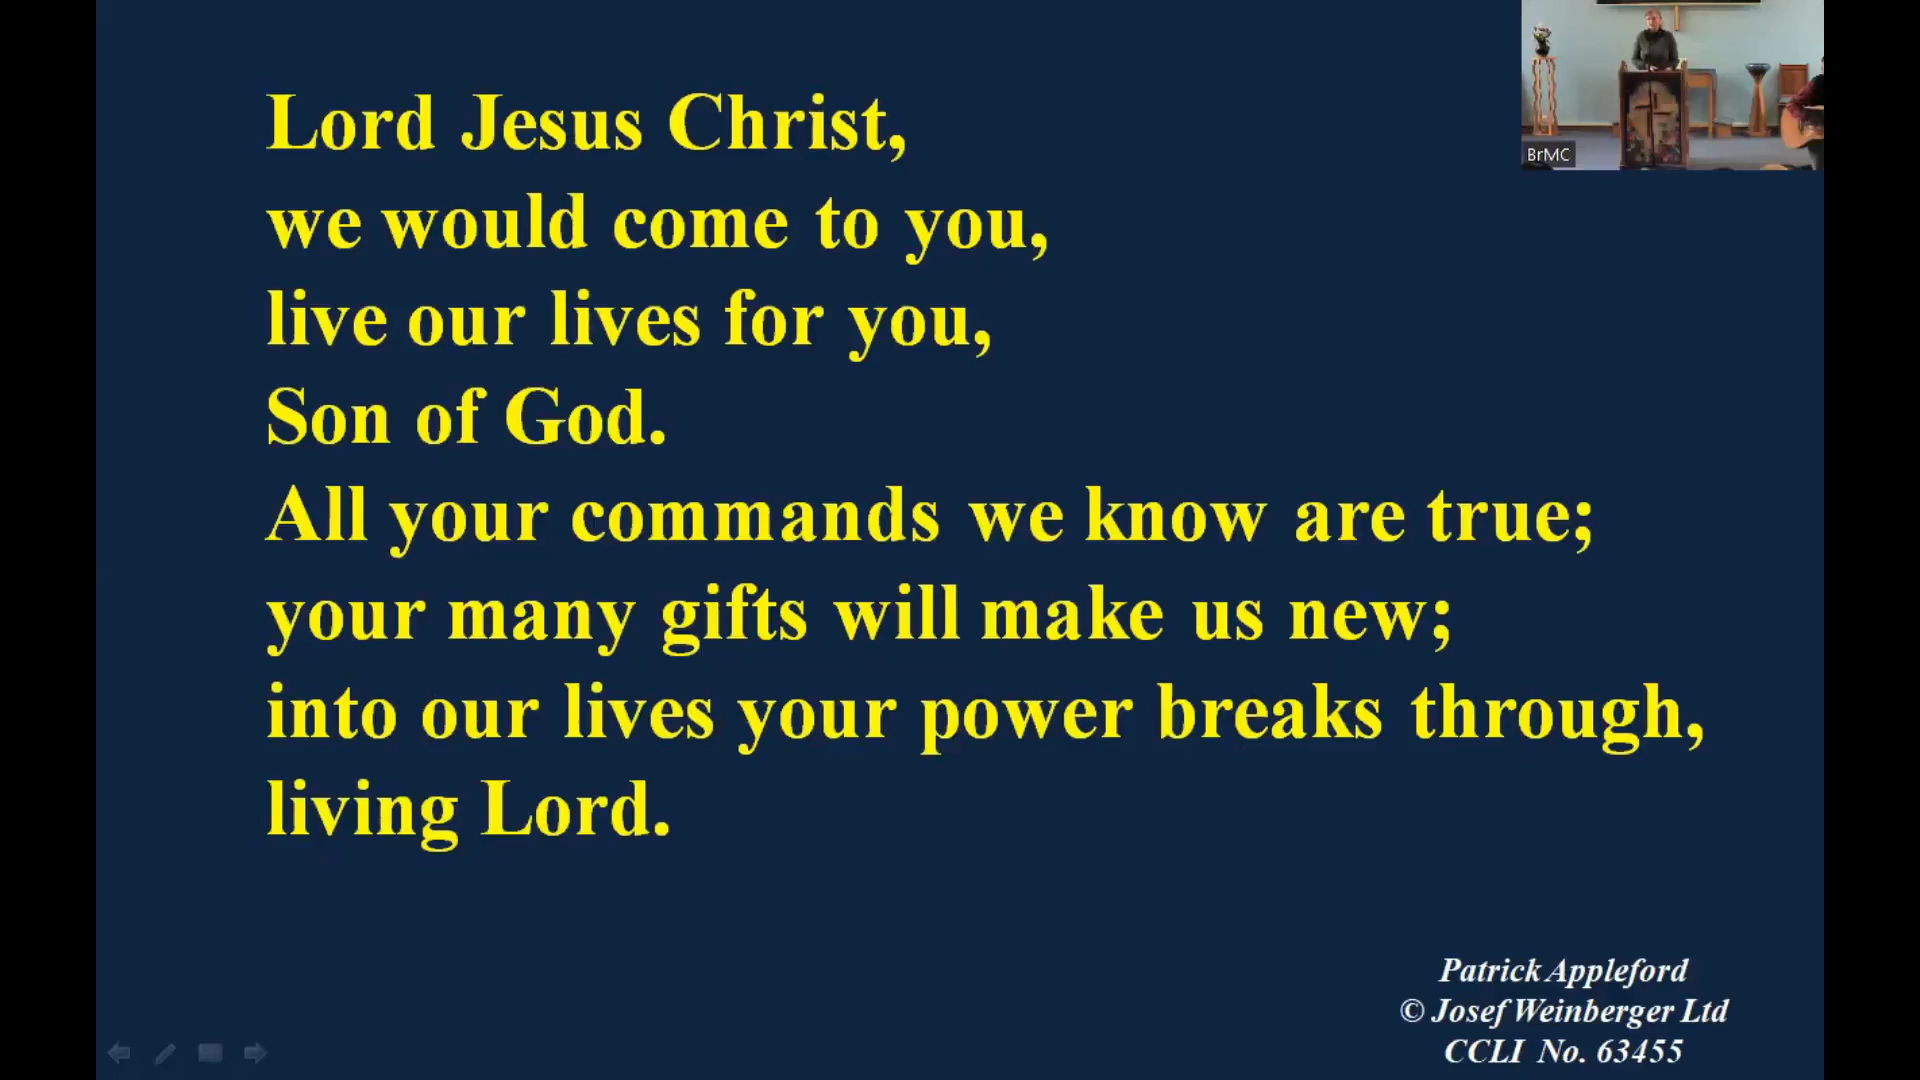 Lord Jesus Christ,
we would come to you,
live our lives for you,
Son of God.
All your commands we know are true;
your many gifts will make us new;
into our lives your power breaks through,
living Lord.
Patrick Appleford
© Josef Weinberger Ltd
CCLI No. 63455
BrMC